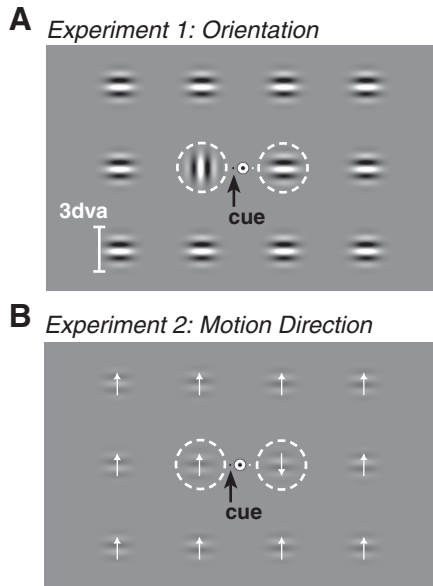 A Experiment 1: Orientation
cue
3dva
B Experiment 2: Motion Direction
cue